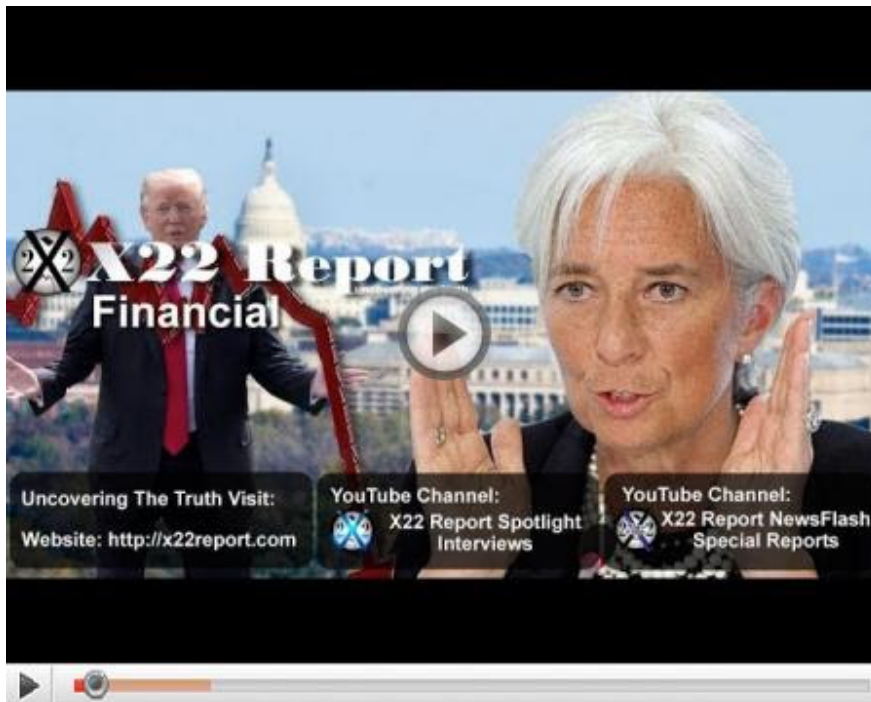 X22
X22 Report
Financial
Uncovering The Truth Visit:
Website: http://x22report.com
YouTube Channel:
X22 Report Spotlight
Interviews
YouTube Channel:
X22 Report NewsFlash
Special Reports